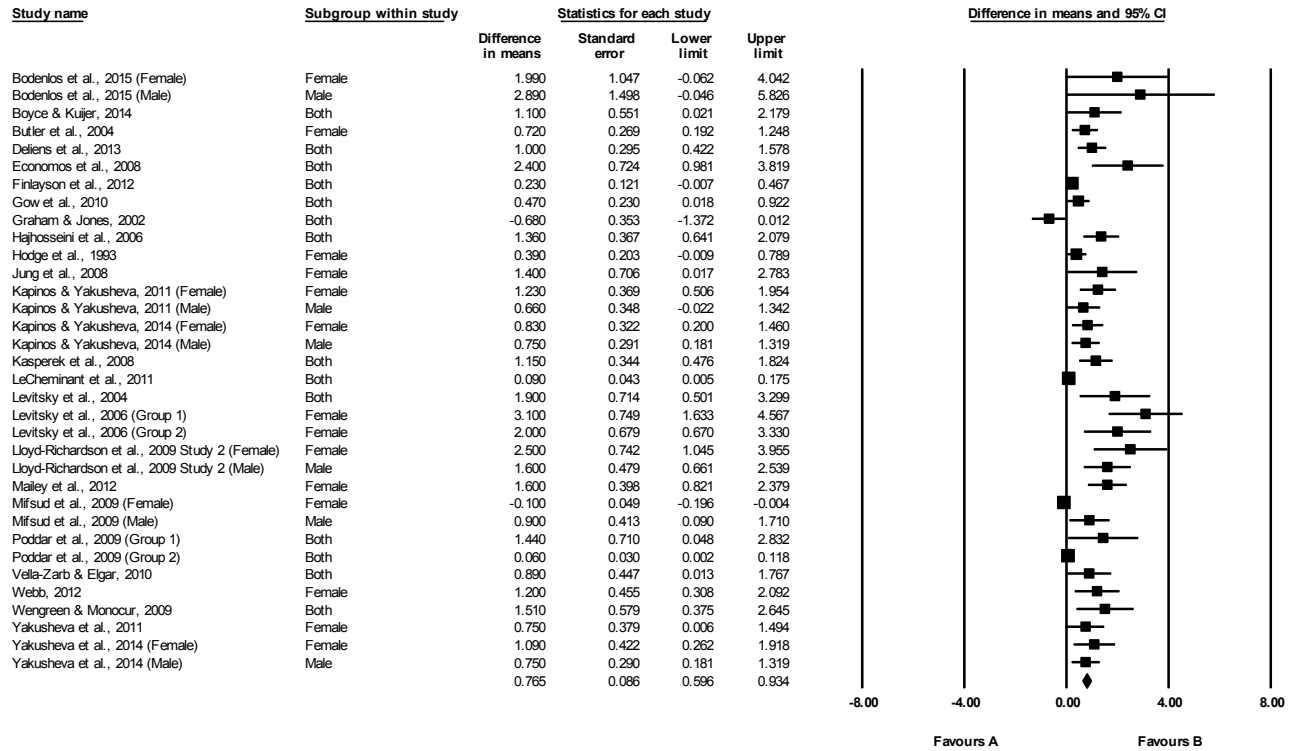 Study name Subgroup within study Statistics for each study Difference in means and 95% CI
Difference in means Standard error Lower limit Upper limit
Bodenlos et al., 2015 (Female) Female 1.990 1.047 -0.062 4.042
Bodenlos et al., 2015 (Male) Male 2.890 1.498 -0.046 5.826
Boyce & Kuijer, 2014 Both 1.100 0.551 0.021 2.179
Butler et al., 2004 Female 0.720 0.269 0.192 1.248
Deliens et al., 2013 Both 1.000 0.295 0.422 1.578
Economos et al., 2008 Both 2.400 0.724 0.981 3.819
Finlayson et al., 2012 Both 0.230 0.121 -0.007 0.467
Gow et al., 2010 Both 0.470 0.230 0.018 0.922
Graham & Jones, 2002 Both -0.680 0.353 -1.372 0.012
Hajhosseini et al., 2006 Both 1.360 0.367 0.641 2.079
Hodge et al., 1993 Female 0.390 0.203 -0.009 0.789
Jung et al., 2008 Female 1.400 0.706 0.017 2.783
Kapinos & Yakusheva, 2011 (Female) Female 1.230 0.369 0.506 1.954
Kapinos & Yakusheva, 2011 (Male) Male 0.660 0.348 -0.022 1.342
Kapinos & Yakusheva, 2014 (Female) Female 0.830 0.322 0.200 1.460
Kapinos & Yakusheva, 2014 (Male) Male 0.750 0.291 0.181 1.319
Kasperek et al., 2008 Both 1.150 0.344 0.476 1.824
LeCheminant et al., 2011 Both 0.090 0.043 0.005 0.175
Levitsky et al., 2004 Both 1.900 0.714 0.501 3.299
Levitsky et al., 2006 (Group 1) Female 3.100 0.749 1.633 4.567
Levitsky et al., 2006 (Group 2) Female 2.000 0.679 0.670 3.330
Lloyd-Richardson et al., 2009 Study 2 (Female) Female 2.500 0.742 1.045 3.955
Lloyd-Richardson et al., 2009 Study 2 (Male) Male 1.600 0.479 0.661 2.539
Mailey et al., 2012 Female 1.600 0.398 0.821 2.379
Mifsud et al., 2009 (Female) Female -0.100 0.049 -0.196 -0.004
Mifsud et al., 2009 (Male) Male 0.900 0.413 0.090 1.710
Poddar et al., 2009 (Group 1) Both 1.440 0.710 0.048 2.832
Poddar et al., 2009 (Group 2) Both 0.060 0.030 0.002 0.118
Vella-Zarb & Elgar, 2010 Both 0.890 0.447 0.013 1.767
Webb, 2012 Female 1.200 0.455 0.308 2.092
Wengreen & Monocur, 2009 Both 1.510 0.579 0.375 2.645
Yakusheva et al., 2011 Female 0.750 0.379 0.006 1.494
Yakusheva et al., 2014 (Female) Female 1.090 0.422 0.262 1.918
Yakusheva et al., 2014 (Male) Male 0.750 0.290 0.181 1.319
0.765 0.086 0.596 0.934
-8.00 -4.00 0.00 4.00 8.00
Favours A Favours B